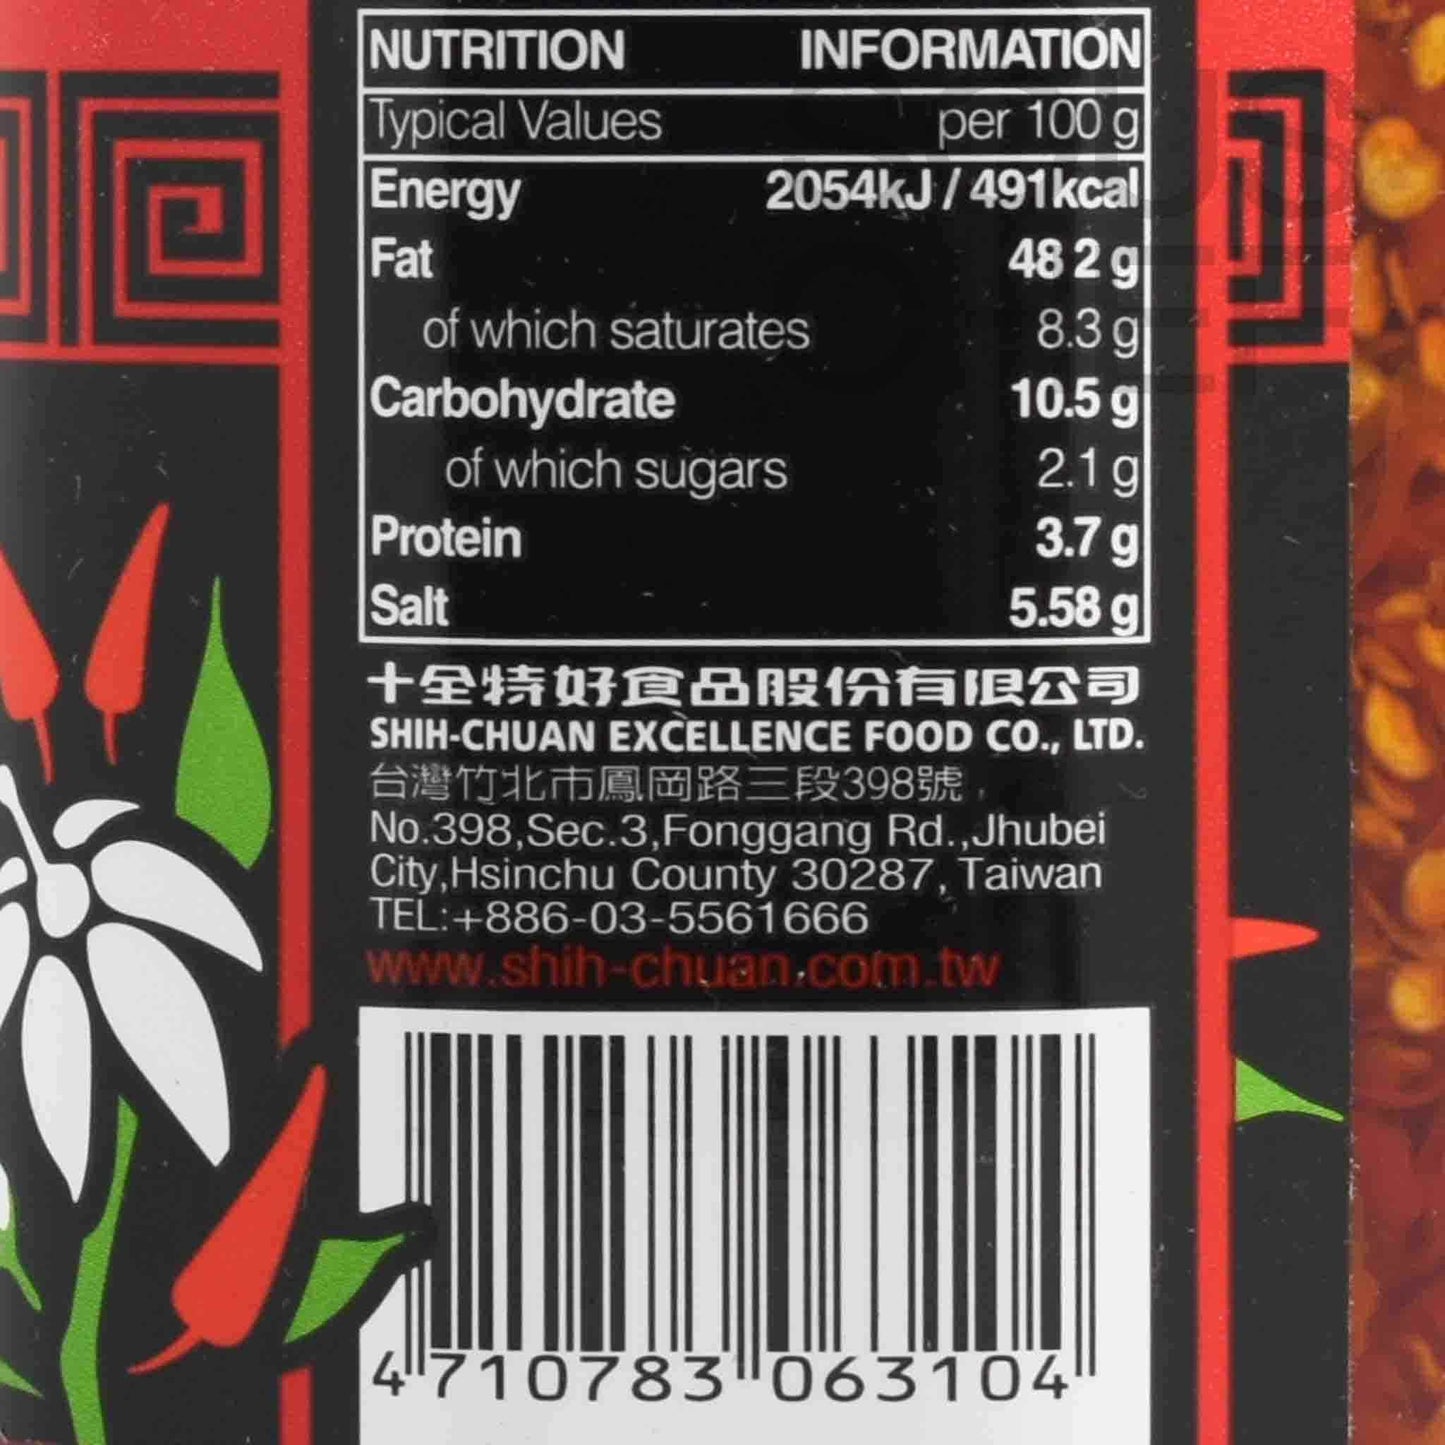 NUTRITION INFORMATION
Typical Values per 100 g
Energy 2054kJ / 491kcal
Fat 48 2 g
of which saturates 8.3 g
Carbohydrate 10.5 g
of which sugars 2.1 g
Protein 3.7 g
Salt 5.58 g
十全特好食品股份有限公司
SHIH-CHUAN EXCELLENCE FOOD CO., LTD.
台灣竹北市鳳岡路三段398號,
No.398,Sec.3,Fonggang Rd.,Jhubei
City,Hsinchu County 30287, Taiwan
TEL:+886-03-5561666
www.shih-chuan.com.tw
4 710783 063104